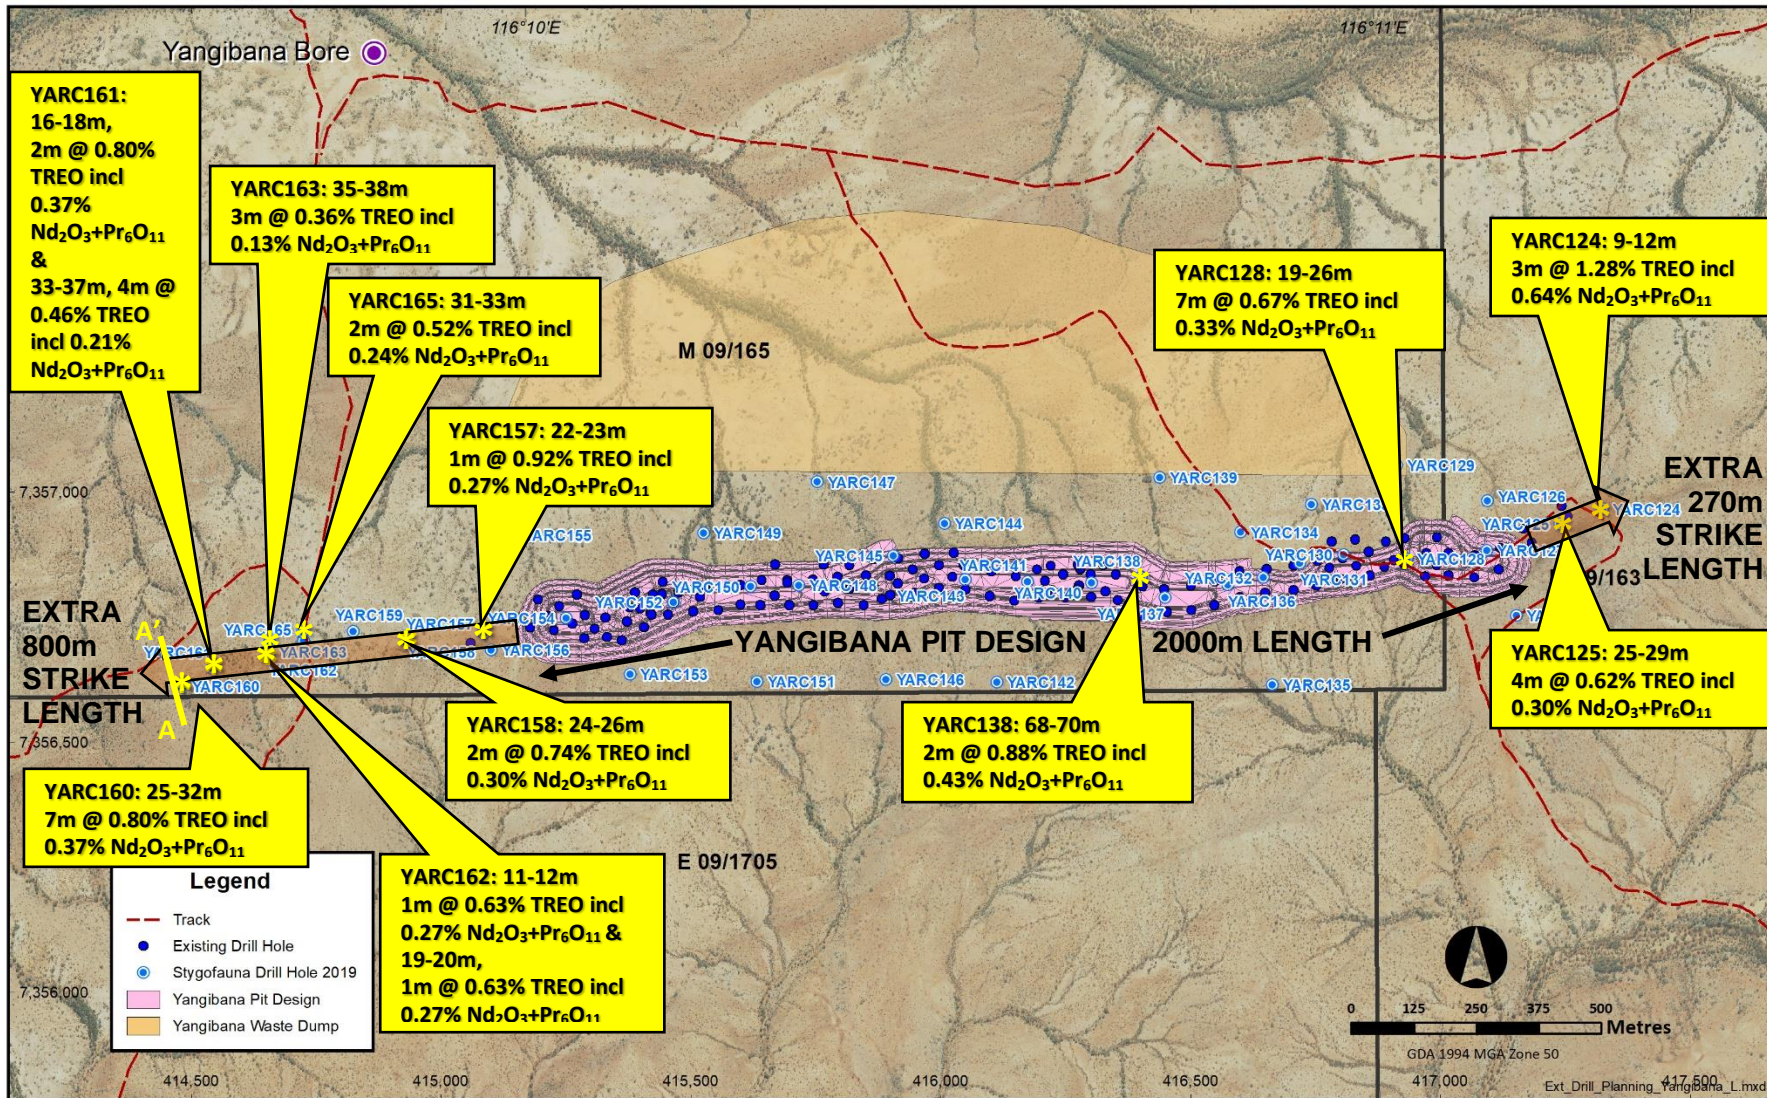 116°10'E
116°11'E
Yangibana Bore
YARC161:
16-18m,
2m @ 0.80%
TREO incl
0.37%
Nd₂O₃+Pr₆O₁₁
&
33-37m, 4m @
0.46% TREO
incl 0.21%
Nd₂O₃+Pr₆O₁₁
YARC163: 35-38m
3m @ 0.36% TREO incl
0.13% Nd₂O₃+Pr₆O₁₁
YARC165: 31-33m
2m @ 0.52% TREO incl
0.24% Nd₂O₃+Pr₆O₁₁
YARC157: 22-23m
1m @ 0.92% TREO incl
0.27% Nd₂O₃+Pr₆O₁₁
M 09/165
YARC128: 19-26m
7m @ 0.67% TREO incl
0.33% Nd₂O₃+Pr₆O₁₁
YARC124: 9-12m
3m @ 1.28% TREO incl
0.64% Nd₂O₃+Pr₆O₁₁
EXTRA
270m
STRIKE
LENGTH
7,357,000
YARC147
YARC139
YARC129
YARC126
YARC124
YARC155
YARC149
YARC144
YARC134
YARC125
YARC145
YARC141
YARC138
YARC130
YARC128
YARC150
YARC148
YARC143
YARC140
YARC132
YARC131
YARC152
YARC137
YARC136
YARC159
YARC154
YARC156
YARC163
YARC162
YARC160
YARC153
YARC151
YARC146
YARC142
YARC135
EXTRA
800m
STRIKE
LENGTH
A'
A
YANGIBANA PIT DESIGN
2000m LENGTH
7,356,500
YARC160: 25-32m
7m @ 0.80% TREO incl
0.37% Nd₂O₃+Pr₆O₁₁
YARC158: 24-26m
2m @ 0.74% TREO incl
0.30% Nd₂O₃+Pr₆O₁₁
YARC138: 68-70m
2m @ 0.88% TREO incl
0.43% Nd₂O₃+Pr₆O₁₁
YARC125: 25-29m
4m @ 0.62% TREO incl
0.30% Nd₂O₃+Pr₆O₁₁
YARC162: 11-12m
1m @ 0.63% TREO incl
0.27% Nd₂O₃+Pr₆O₁₁ &
19-20m,
1m @ 0.63% TREO incl
0.27% Nd₂O₃+Pr₆O₁₁
E 09/1705
Legend
Track
Existing Drill Hole
Stygofauna Drill Hole 2019
Yangibana Pit Design
Yangibana Waste Dump
7,356,000
0 125 250 375 500
Metres
GDA 1994 MGA Zone 50
414,500
415,000
415,500
416,000
416,500
417,000
417,500
Ext_Drill_Planning_Yangibana_L.mxd